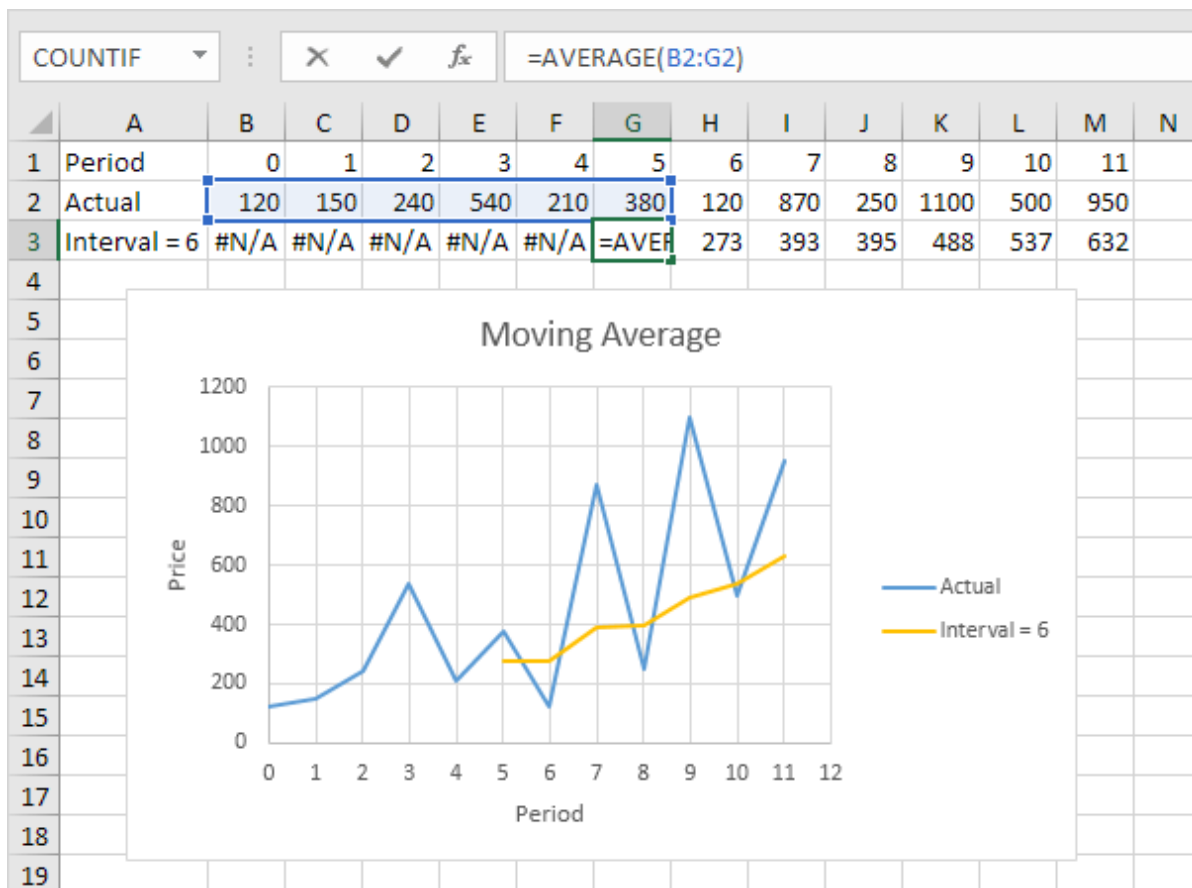 COUNTIF fx =AVERAGE(B2:G2)
A B C D E F G H I J K L M N
1 Period 0 1 2 3 4 5 6 7 8 9 10 11
2 Actual 120 150 240 540 210 380 120 870 250 1100 500 950
3 Interval = 6 #N/A #N/A #N/A #N/A #N/A =AVER 273 393 395 488 537 632
4
5
6
7
8
9
10
11
12
13
14
15
16
17
18
19
Moving Average
1200
1000
800
600
400
200
0
Price
0 1 2 3 4 5 6 7 8 9 10 11 12
Period
Actual
Interval = 6